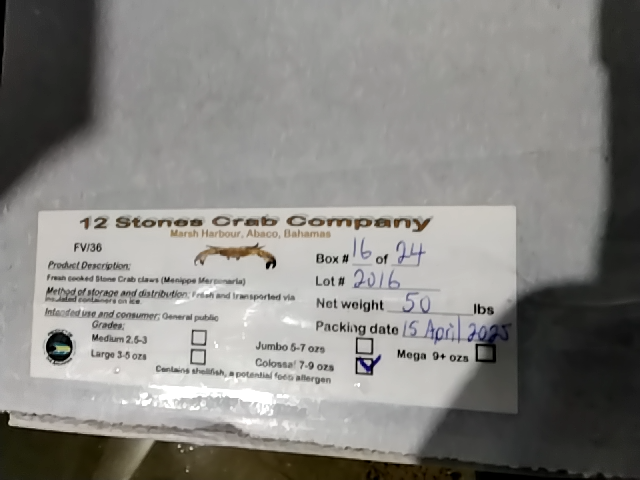 12 Stones Crab Company
Marsh Harbour, Abaco, Bahamas
FV/36
Product Description:
Fresh cooked Stone Crab claws (Menippe Mercenaria)
Method of storage and distribution: Fresh and transported via
insulated containers on ice.
Intended use and consumer: General public
Grades:
Medium 2.5-3
Large 3-5 ozs
Jumbo 5-7 ozs
Colossal 7-9 ozs
Mega 9+ ozs
Contains shellfish, a potential food allergen
Box # 16 of 24
Lot # 2016
Net weight 50 lbs
Packing date 15 April 2025